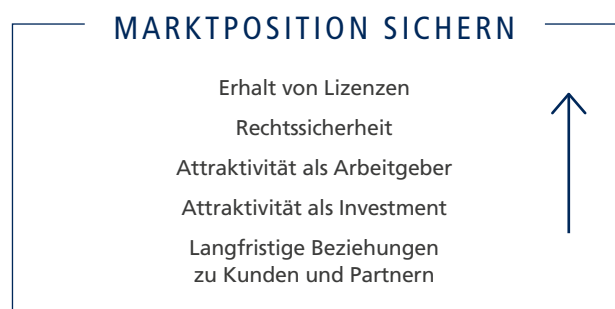 MARKTPOSITION SICHERN
Erhalt von Lizenzen
Rechtssicherheit
Attraktivität als Arbeitgeber
Attraktivität als Investment
Langfristige Beziehungen
zu Kunden und Partnern